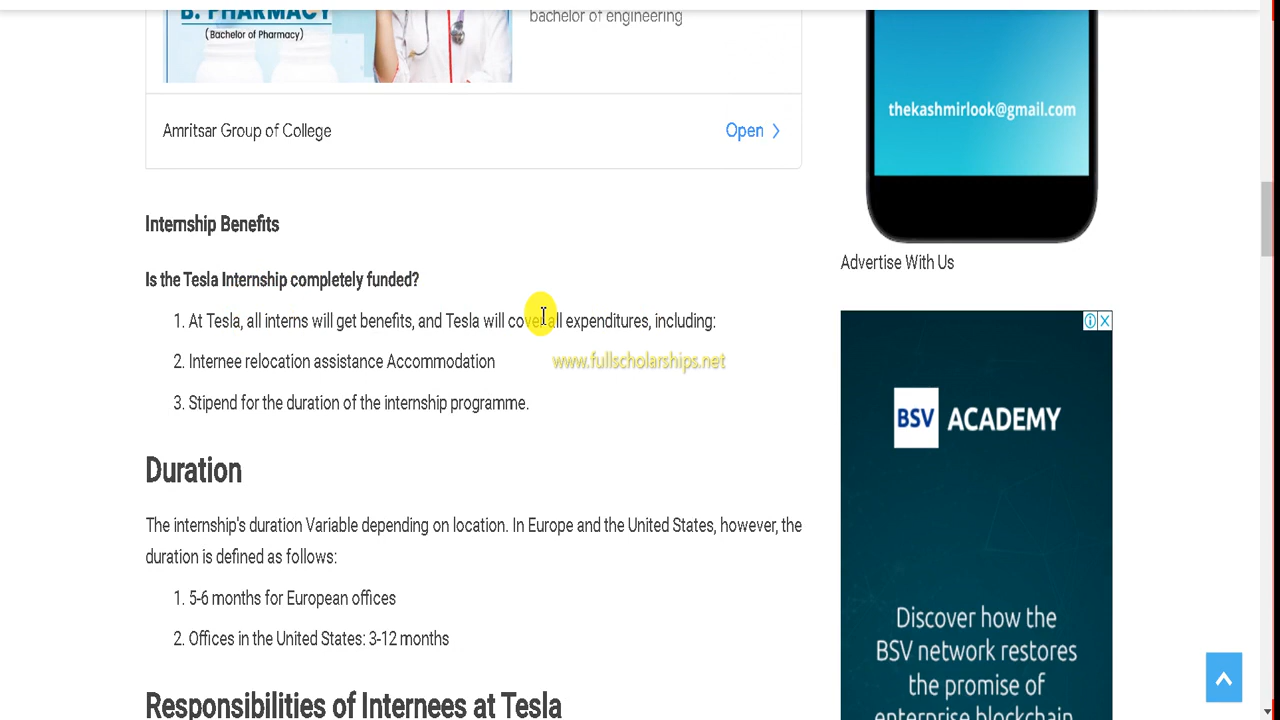 B. PHARMACY
(Bachelor of Pharmacy)
bachelor of engineering
Amritsar Group of College
Open
Internship Benefits
Is the Tesla Internship completely funded?
1. At Tesla, all interns will get benefits, and Tesla will cover all expenditures, including:
2. Internee relocation assistance Accommodation
www.fullscholarships.net
3. Stipend for the duration of the internship programme.
Duration
The internship's duration Variable depending on location. In Europe and the United States, however, the
duration is defined as follows:
1. 5-6 months for European offices
2. Offices in the United States: 3-12 months
Responsibilities of Internees at Tesla
thekashmirlook@gmail.com
Advertise With Us
BSV ACADEMY
Discover how the
BSV network restores
the promise of
enterprise blockchain